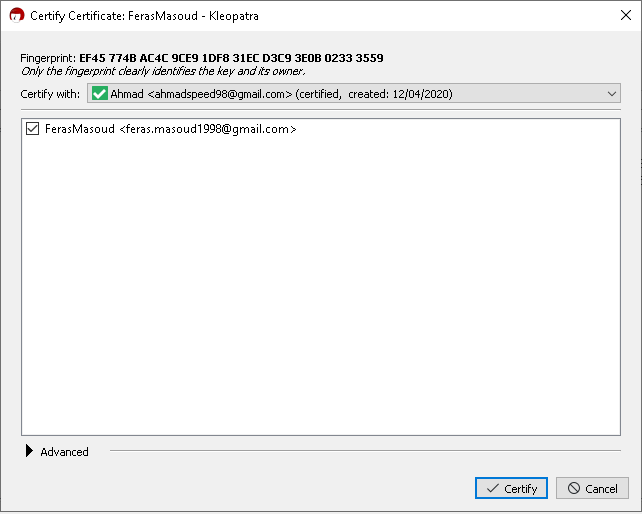 Certify Certificate: FerasMasoud - Kleopatra
Fingerprint: EF45 774B AC4C 9CE9 1DF8 31EC D3C9 3E0B 0233 3559
Only the fingerprint clearly identifies the key and its owner.
Certify with: Ahmad <ahmadspeed98@gmail.com> (certified, created: 12/04/2020)
FerasMasoud <feras.masoud1998@gmail.com>
Advanced
Certify Cancel